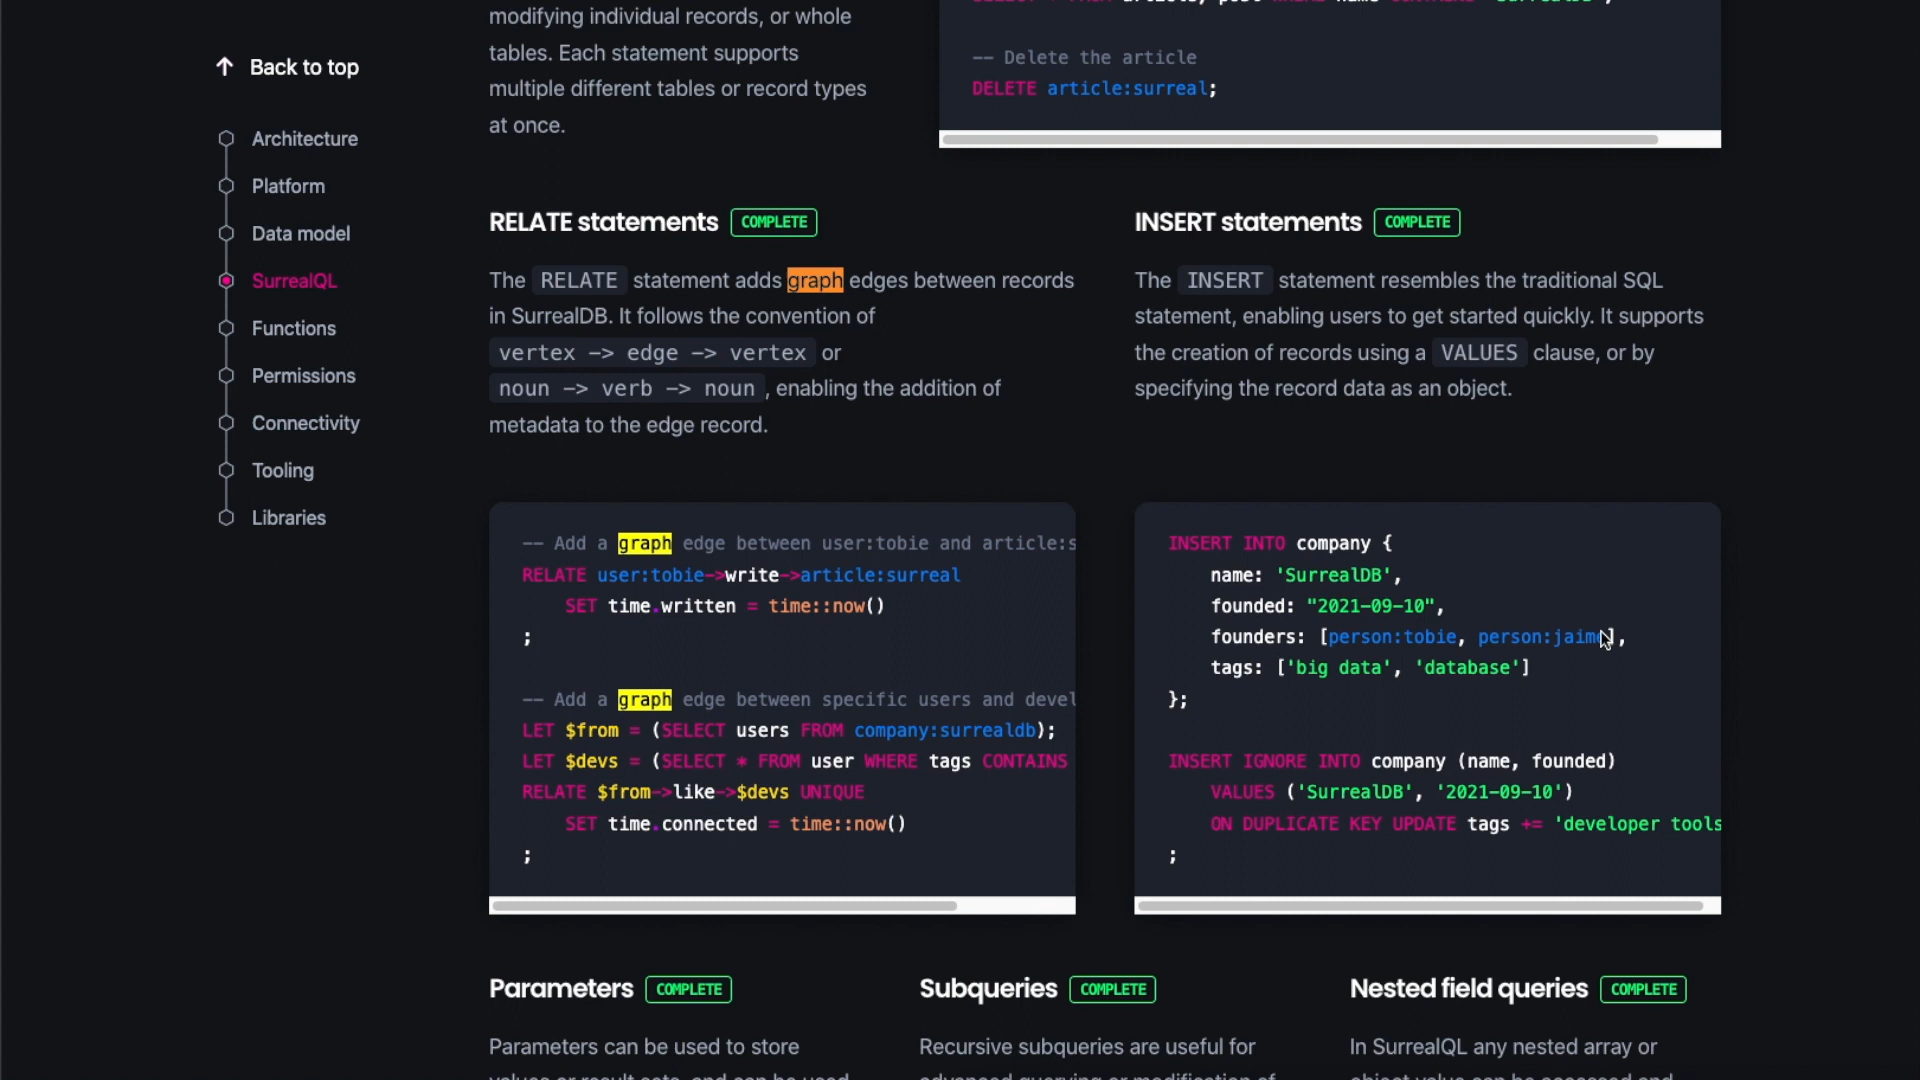 modifying individual records, or whole
tables. Each statement supports
multiple different tables or record types
at once.
-- Delete the article
DELETE article:surreal;
Back to top
Architecture
Platform
Data model
SurrealQL
Functions
Permissions
Connectivity
Tooling
Libraries
RELATE statements COMPLETE
The RELATE statement adds graph edges between records
in SurrealDB. It follows the convention of
vertex -> edge -> vertex or
noun -> verb -> noun , enabling the addition of
metadata to the edge record.
-- Add a graph edge between user:tobie and article:s
RELATE user:tobie->write->article:surreal
SET time.written = time::now()
;
-- Add a graph edge between specific users and devel
LET $from = (SELECT users FROM company:surrealdb);
LET $devs = (SELECT * FROM user WHERE tags CONTAINS
RELATE $from->like->$devs UNIQUE
SET time.connected = time::now()
;
INSERT statements COMPLETE
The INSERT statement resembles the traditional SQL
statement, enabling users to get started quickly. It supports
the creation of records using a VALUES clause, or by
specifying the record data as an object.
INSERT INTO company {
name: 'SurrealDB',
founded: "2021-09-10",
founders: [person:tobie, person:jaime],
tags: ['big data', 'database']
};
INSERT IGNORE INTO company (name, founded)
VALUES ('SurrealDB', '2021-09-10')
ON DUPLICATE KEY UPDATE tags += 'developer tools
;
Parameters COMPLETE
Parameters can be used to store
Subqueries COMPLETE
Recursive subqueries are useful for
Nested field queries COMPLETE
In SurrealQL any nested array or